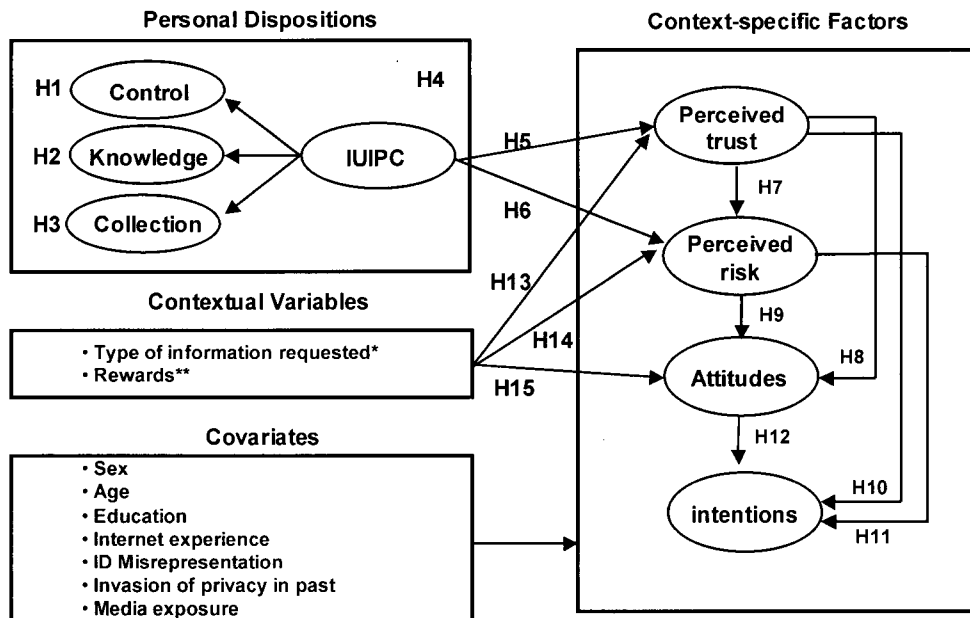 Personal Dispositions
H1
Control
H2
Knowledge
H3
Collection
IUIPC
H4
H5
H6
H13
H14
H15
Contextual Variables
• Type of information requested*
• Rewards**
Covariates
• Sex
• Age
• Education
• Internet experience
• ID Misrepresentation
• Invasion of privacy in past
• Media exposure
Context-specific Factors
Perceived
trust
H7
Perceived
risk
H9
H8
Attitudes
H12
H10
intentions
H11